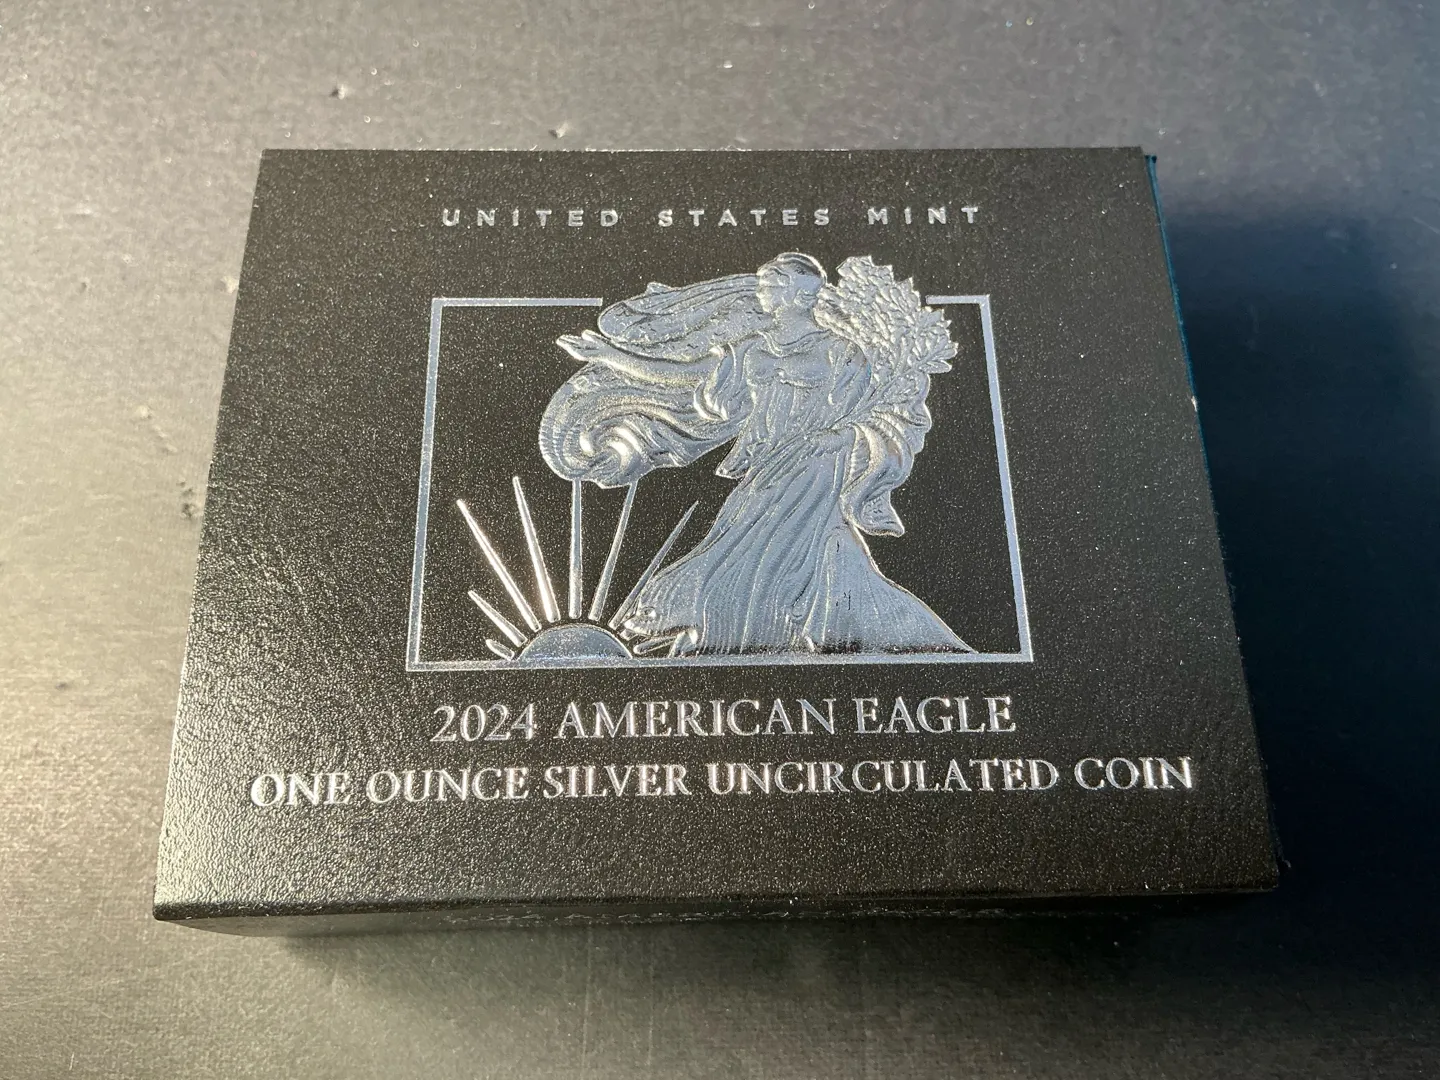 UNITED STATES MINT
2024 AMERICAN EAGLE
ONE OUNCE SILVER UNCIRCULATED COIN